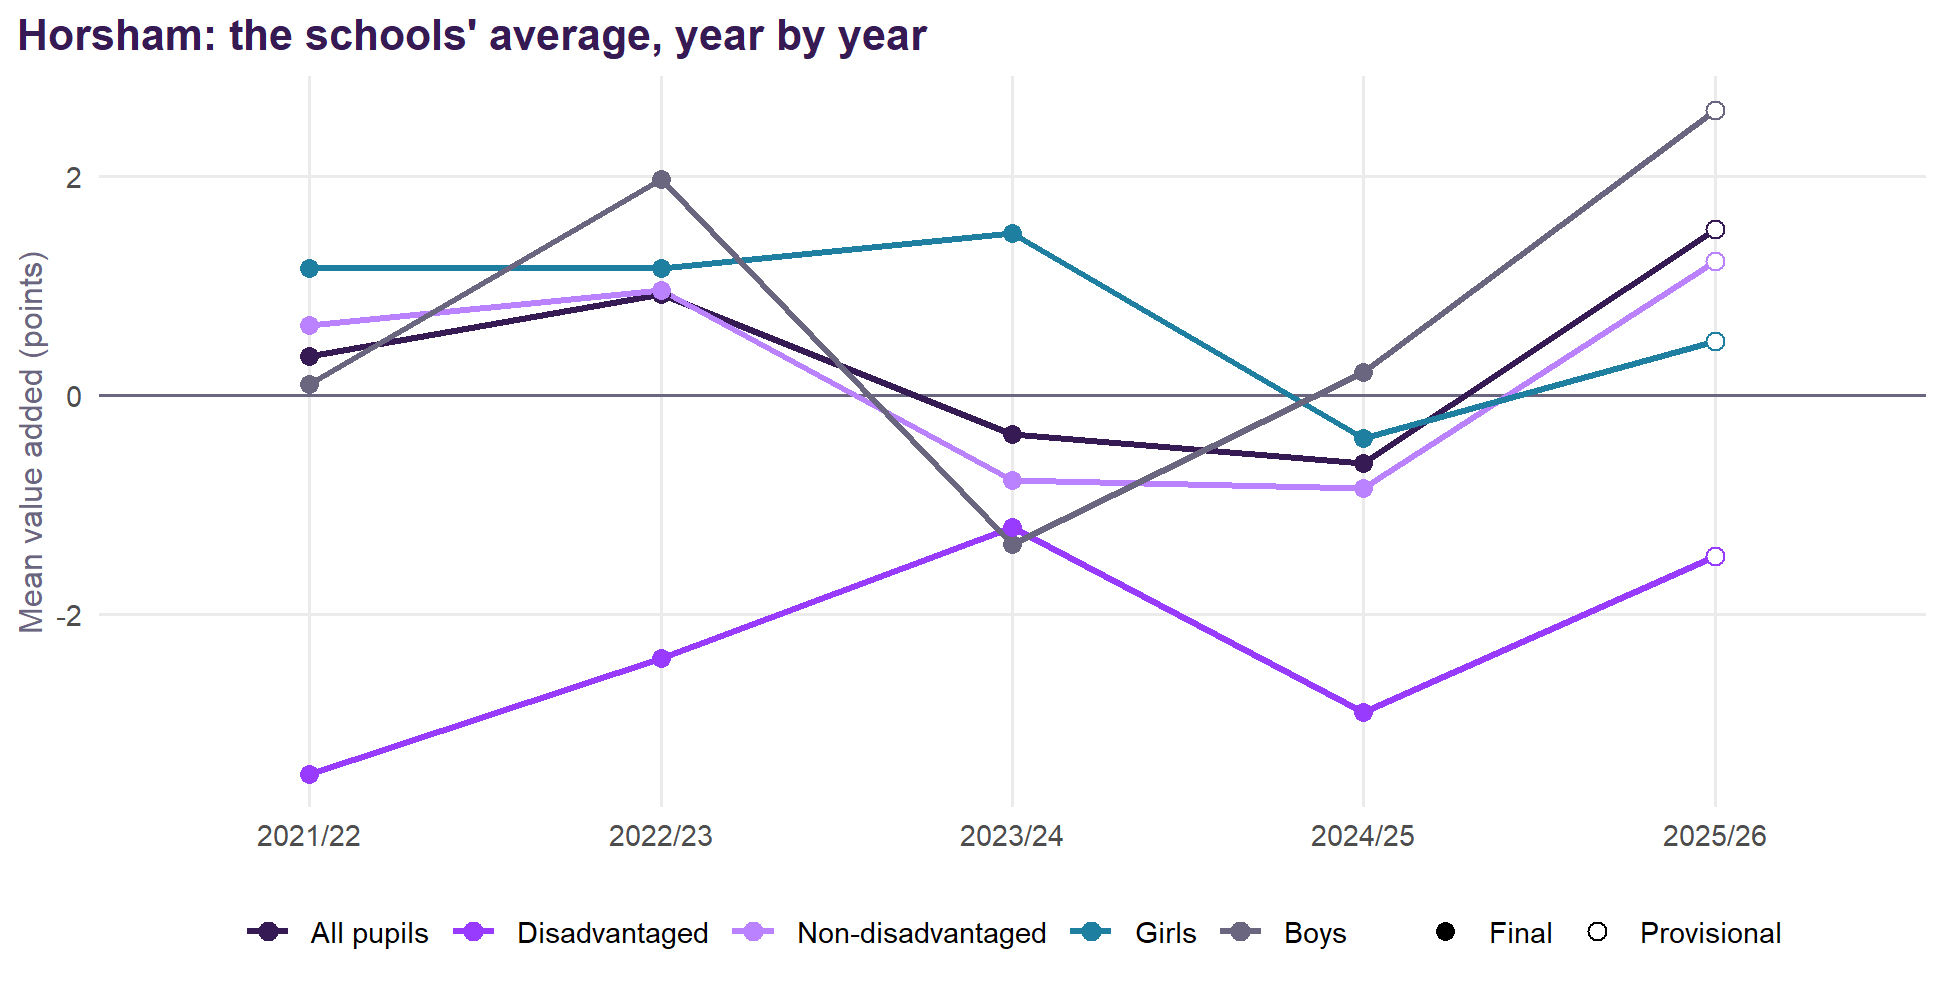 Horsham: the schools' average, year by year
Mean value added (points)
2
0
-2
2021/22 2022/23 2023/24 2024/25 2025/26
All pupils Disadvantaged Non-disadvantaged Girls Boys Final Provisional